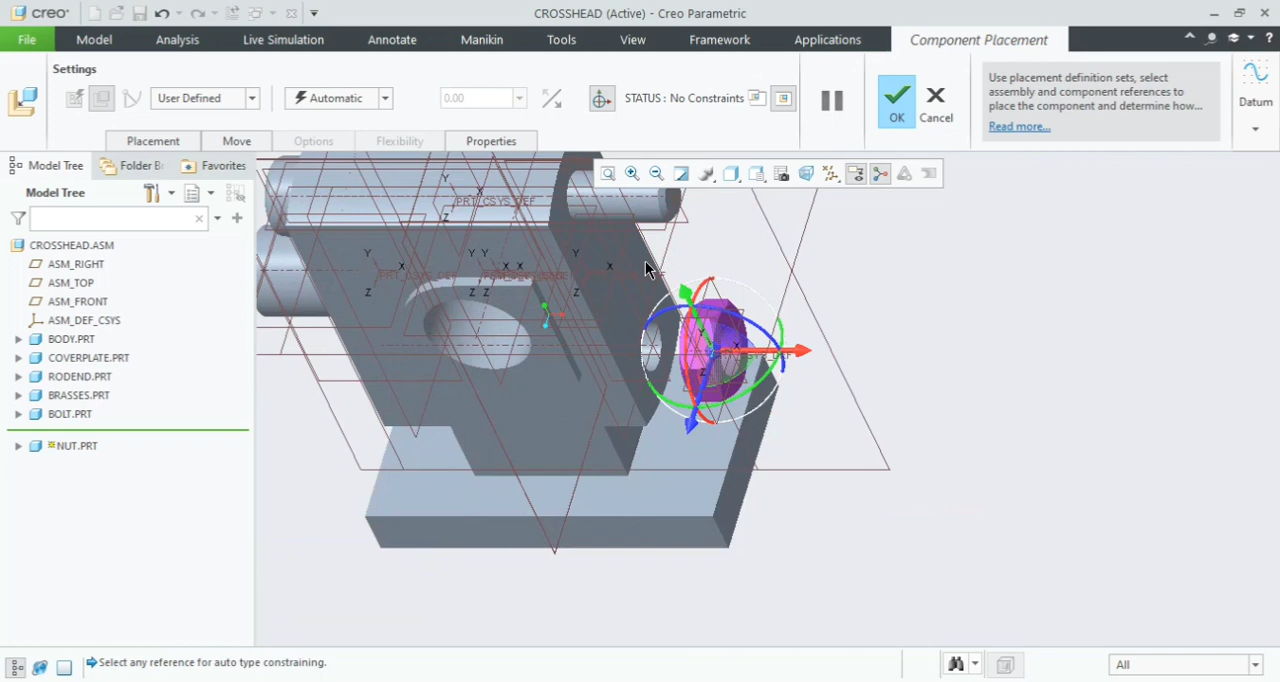 creo·
CROSSHEAD (Active) - Creo Parametric
File
Model
Analysis
Live Simulation
Annotate
Manikin
Tools
View
Framework
Applications
Component Placement
Settings
User Defined
Automatic
0.00
STATUS : No Constraints
OK
Cancel
Use placement definition sets, select
assembly and component references to
place the component and determine how...
Read more...
Datum
Placement
Move
Options
Flexibility
Properties
Model Tree
Folder Br
Favorites
Model Tree
CROSSHEAD.ASM
ASM_RIGHT
ASM_TOP
ASM_FRONT
ASM_DEF_CSYS
BODY.PRT
COVERPLATE.PRT
RODEND.PRT
BRASSES.PRT
BOLT.PRT
NUT.PRT
Y
X
PRT_CSYS_DEF
Z
Y
X
Z
Y
Y
X
X
Z
Z
Y
X
Z
Z
Select any reference for auto type constraining.
All